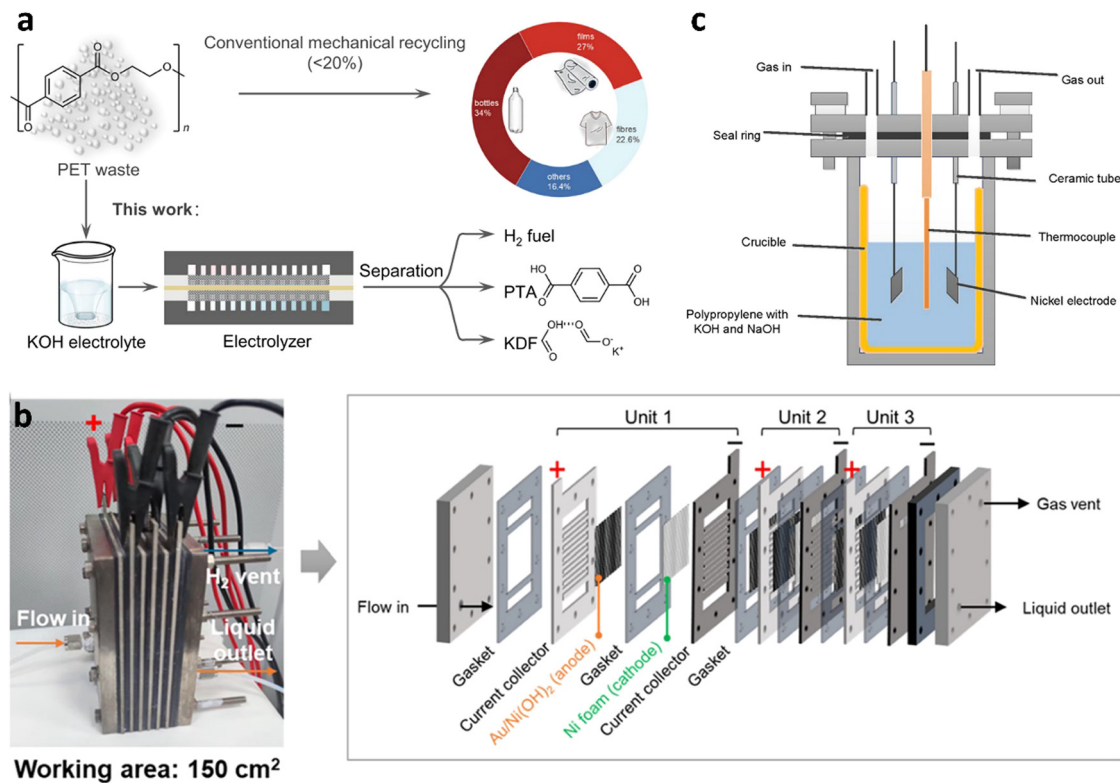 a
Conventional mechanical recycling
(<20%)
O
O
O
O
n
PET waste
films
27%
bottles
34%
fibres
22.6%
others
16.4%
This work:
KOH electrolyte
Electrolyzer
Separation
H₂ fuel
PTA
OH
O
O
OH
KDF
OH
O
O
O⁻
K⁺
c
Gas in
Gas out
Seal ring
Ceramic tube
Crucible
Thermocouple
Nickel electrode
Polypropylene with
KOH and NaOH
b
+
−
H₂ vent
Flow in
Liquid
outlet
Working area: 150 cm²
Unit 1
Unit 2
Unit 3
+
−
+
−
+
−
Gas vent
Flow in
Liquid outlet
Gasket
Current collector
Au/Ni(OH)₂ (anode)
Gasket
Ni foam (cathode)
Current collector
Gasket